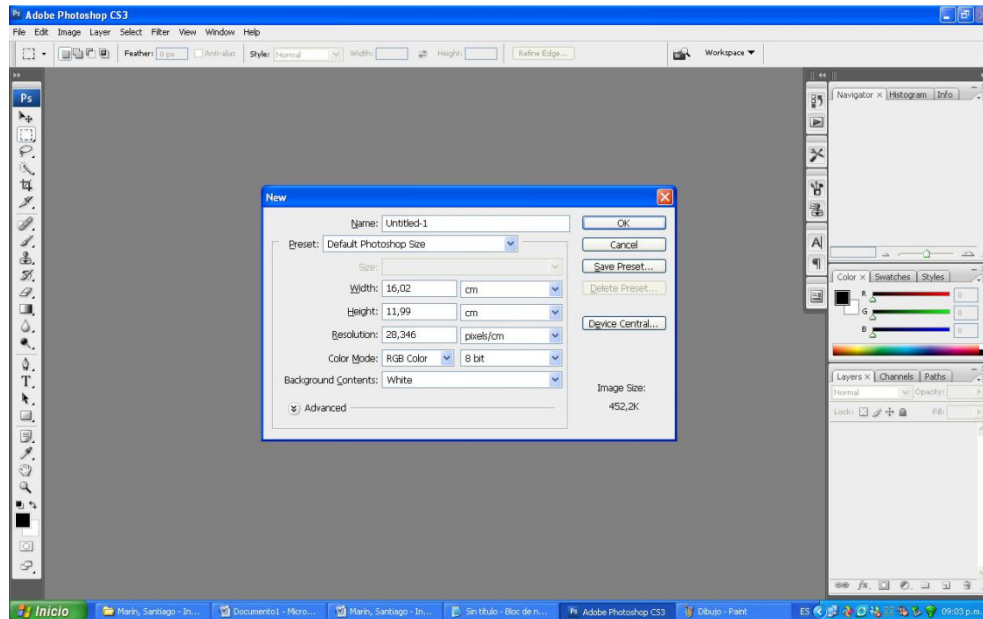 Adobe Photoshop CS3
File Edit Image Layer Select Filter View Window Help
Feather: 0 px Anti-alias Style: Normal Width: Height: Refine Edge... Workspace
Ps
Navigator × Histogram Info
New
Name: Untitled-1 OK
Preset: Default Photoshop Size Cancel
Size: Save Preset...
Width: 16,02 cm Delete Preset...
Height: 11,99 cm
Resolution: 28,346 pixels/cm Device Central...
Color Mode: RGB Color 8 bit
Background Contents: White
Image Size:
Advanced 452,2K
Color × Swatches Styles
R 0
G 0
B 0
Layers × Channels Paths
Normal Opacity:
Lock: Fill:
Inicio Marin, Santiago - In... Documento1 - Micro... Marin, Santiago - In... Sin título - Bloc de n... Adobe Photoshop CS3 Dibujo - Paint ES 09:03 p.m.